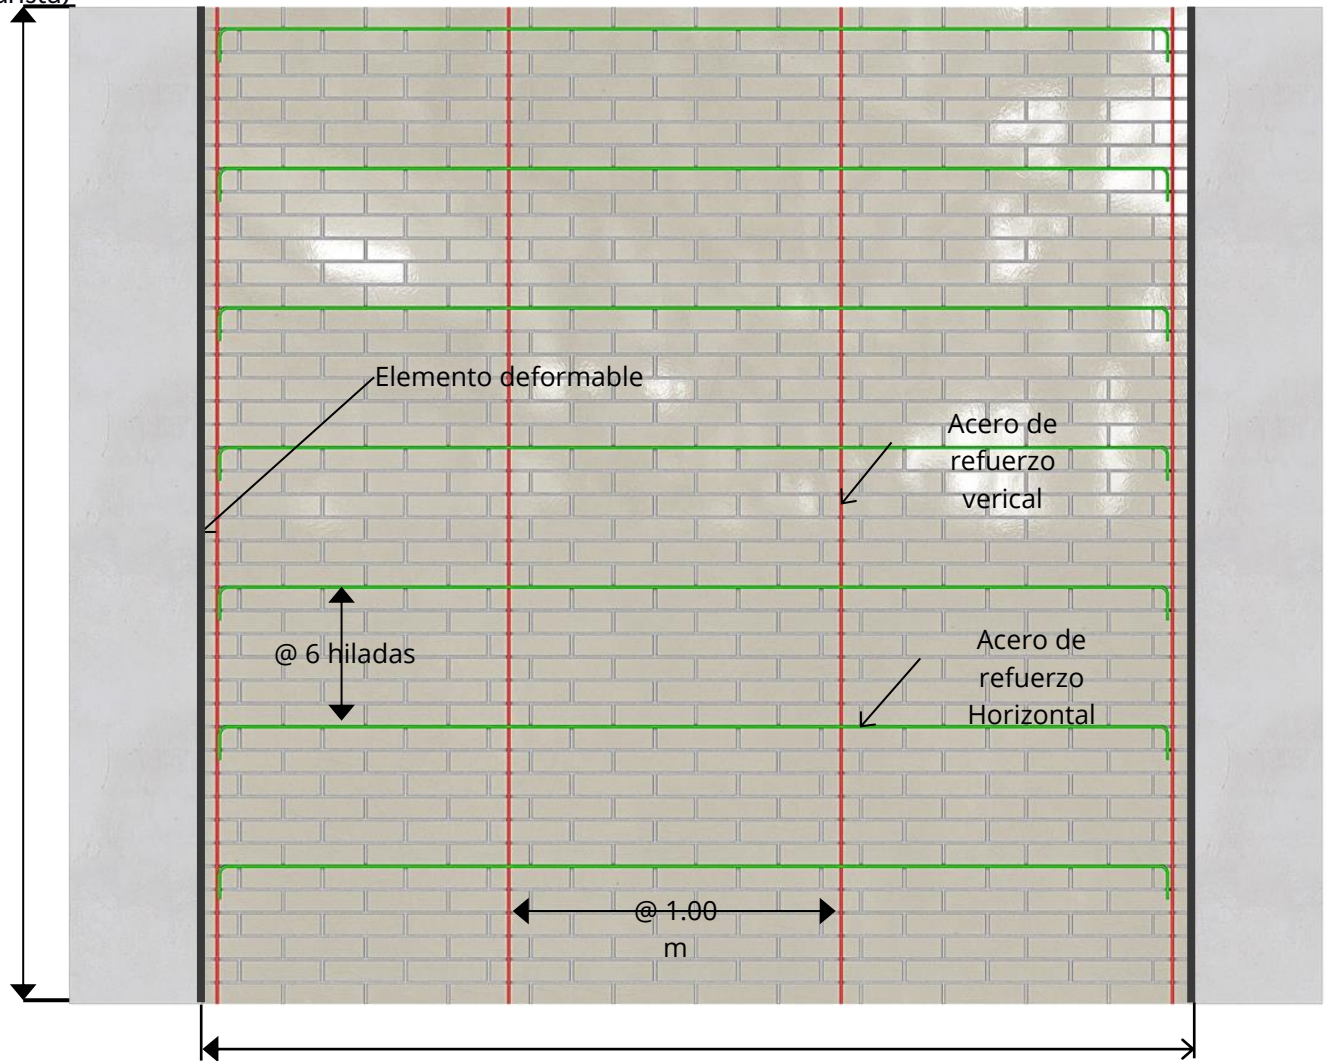 Elemento deformable
Acero de
refuerzo
verical
@ 6 hiladas
Acero de
refuerzo
Horizontal
@ 1.00
m